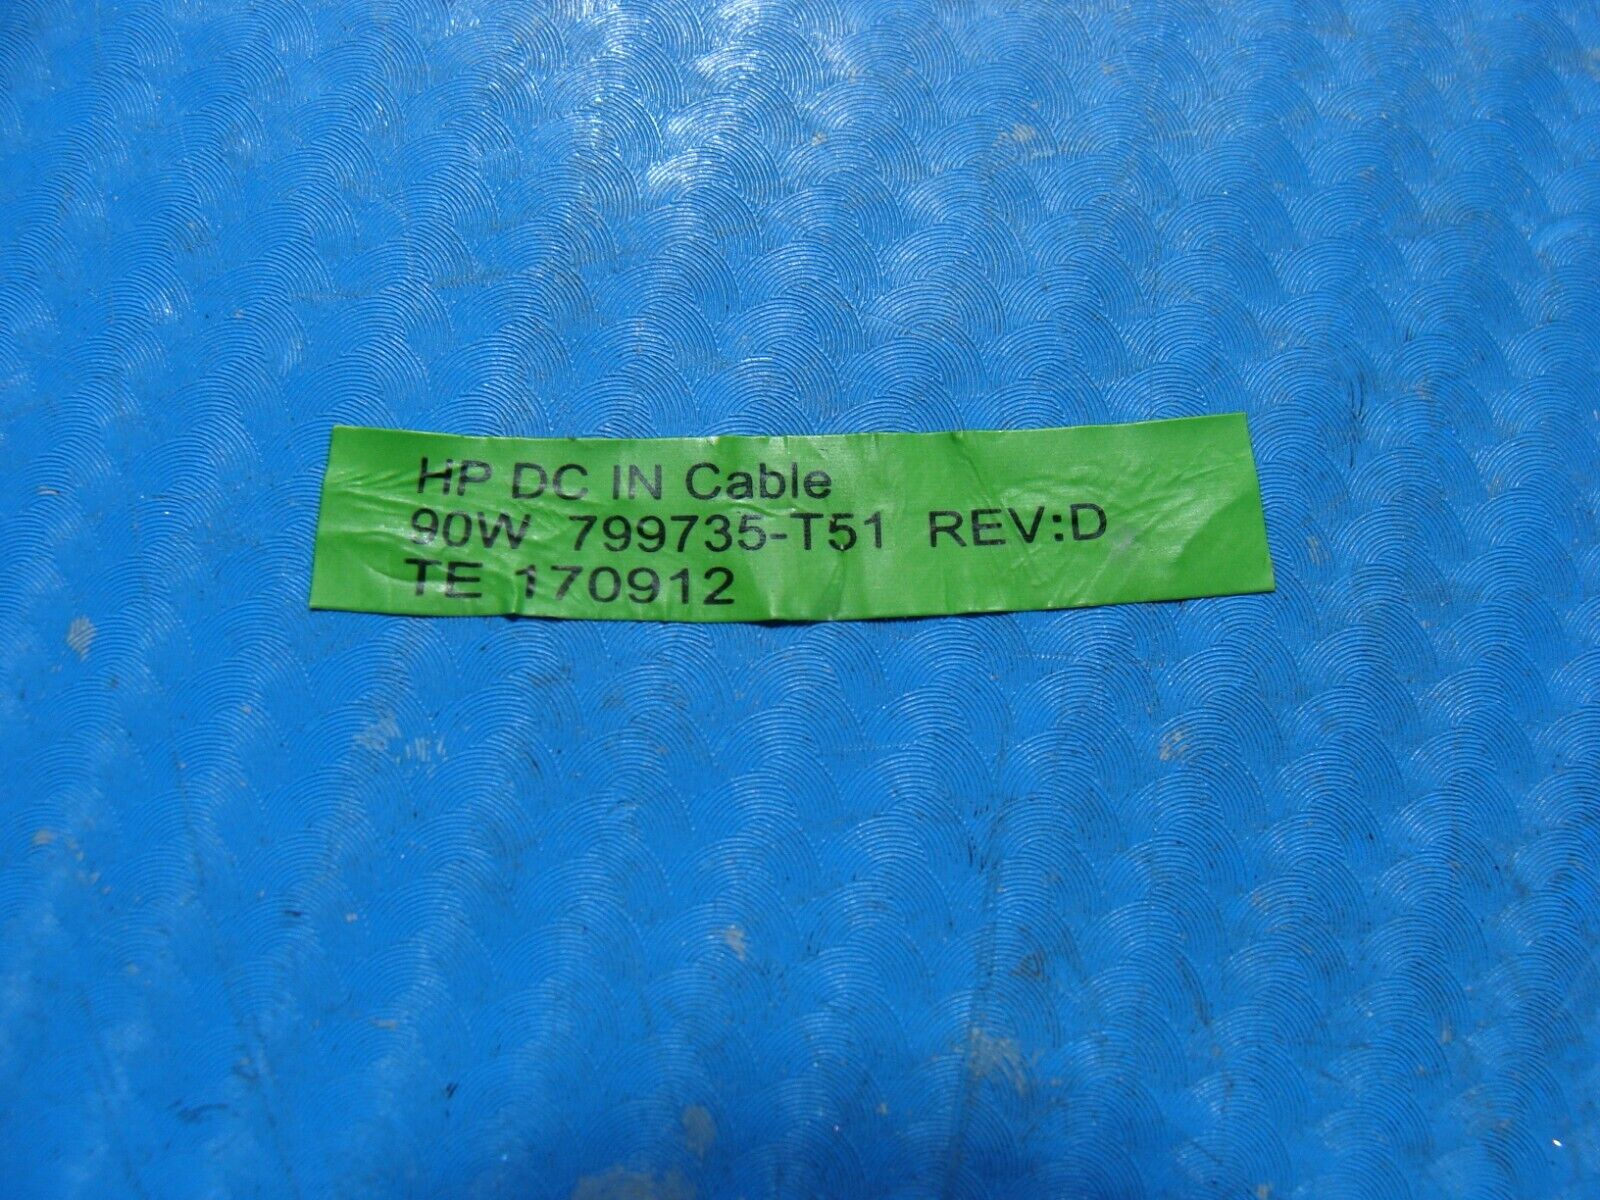 HP DC IN Cable
90W 799735-T51 REV:D
TE 170912